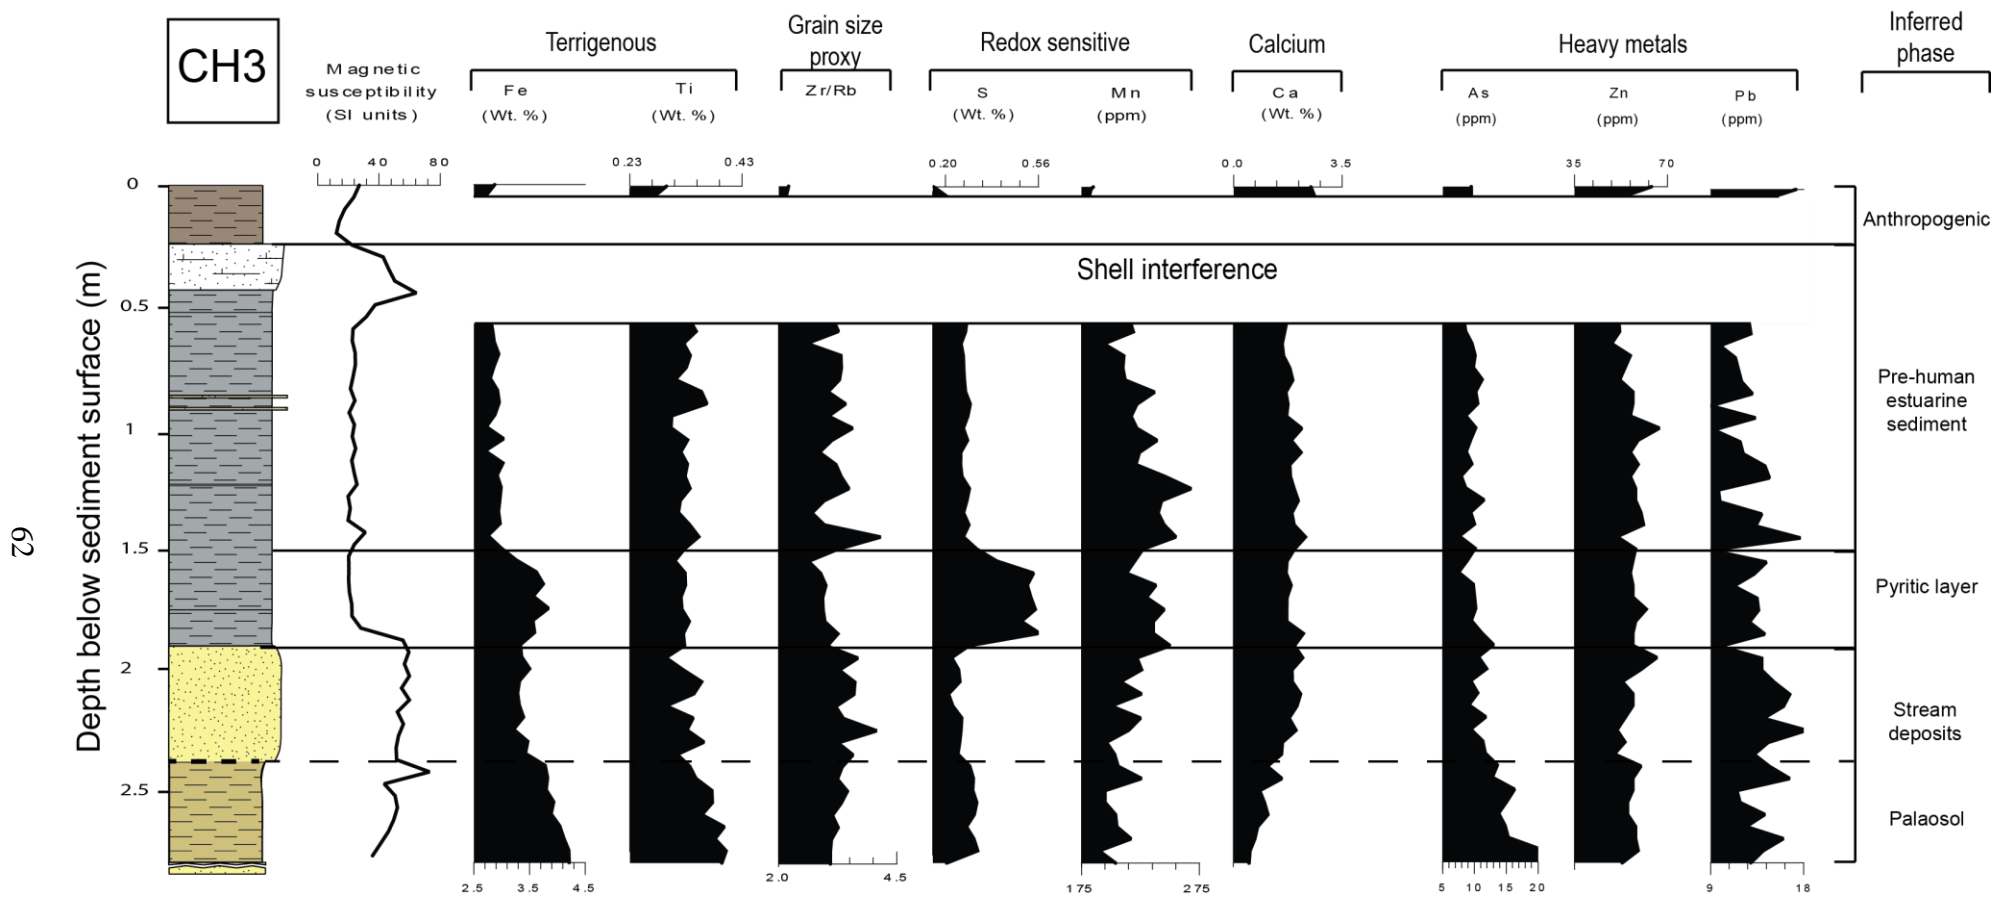 CH3
Magnetic
susceptibility
(SI units)
Terrigenous
Fe
(Wt. %)
Ti
(Wt. %)
Grain size
proxy
Zr/Rb
Redox sensitive
S
(Wt. %)
Mn
(ppm)
Calcium
Ca
(Wt. %)
Heavy metals
As
(ppm)
Zn
(ppm)
Pb
(ppm)
Inferred
phase
0 40 80
0.23 0.43
0.20 0.56
0.0 3.5
35 70
Depth below sediment surface (m)
0
0.5
1
1.5
2
2.5
Shell interference
Anthropogenic
Pre-human
estuarine
sediment
Pyritic layer
Stream
deposits
Palaosol
2.5 3.5 4.5
2.0 4.5
175 275
5 10 15 20
9 18
62